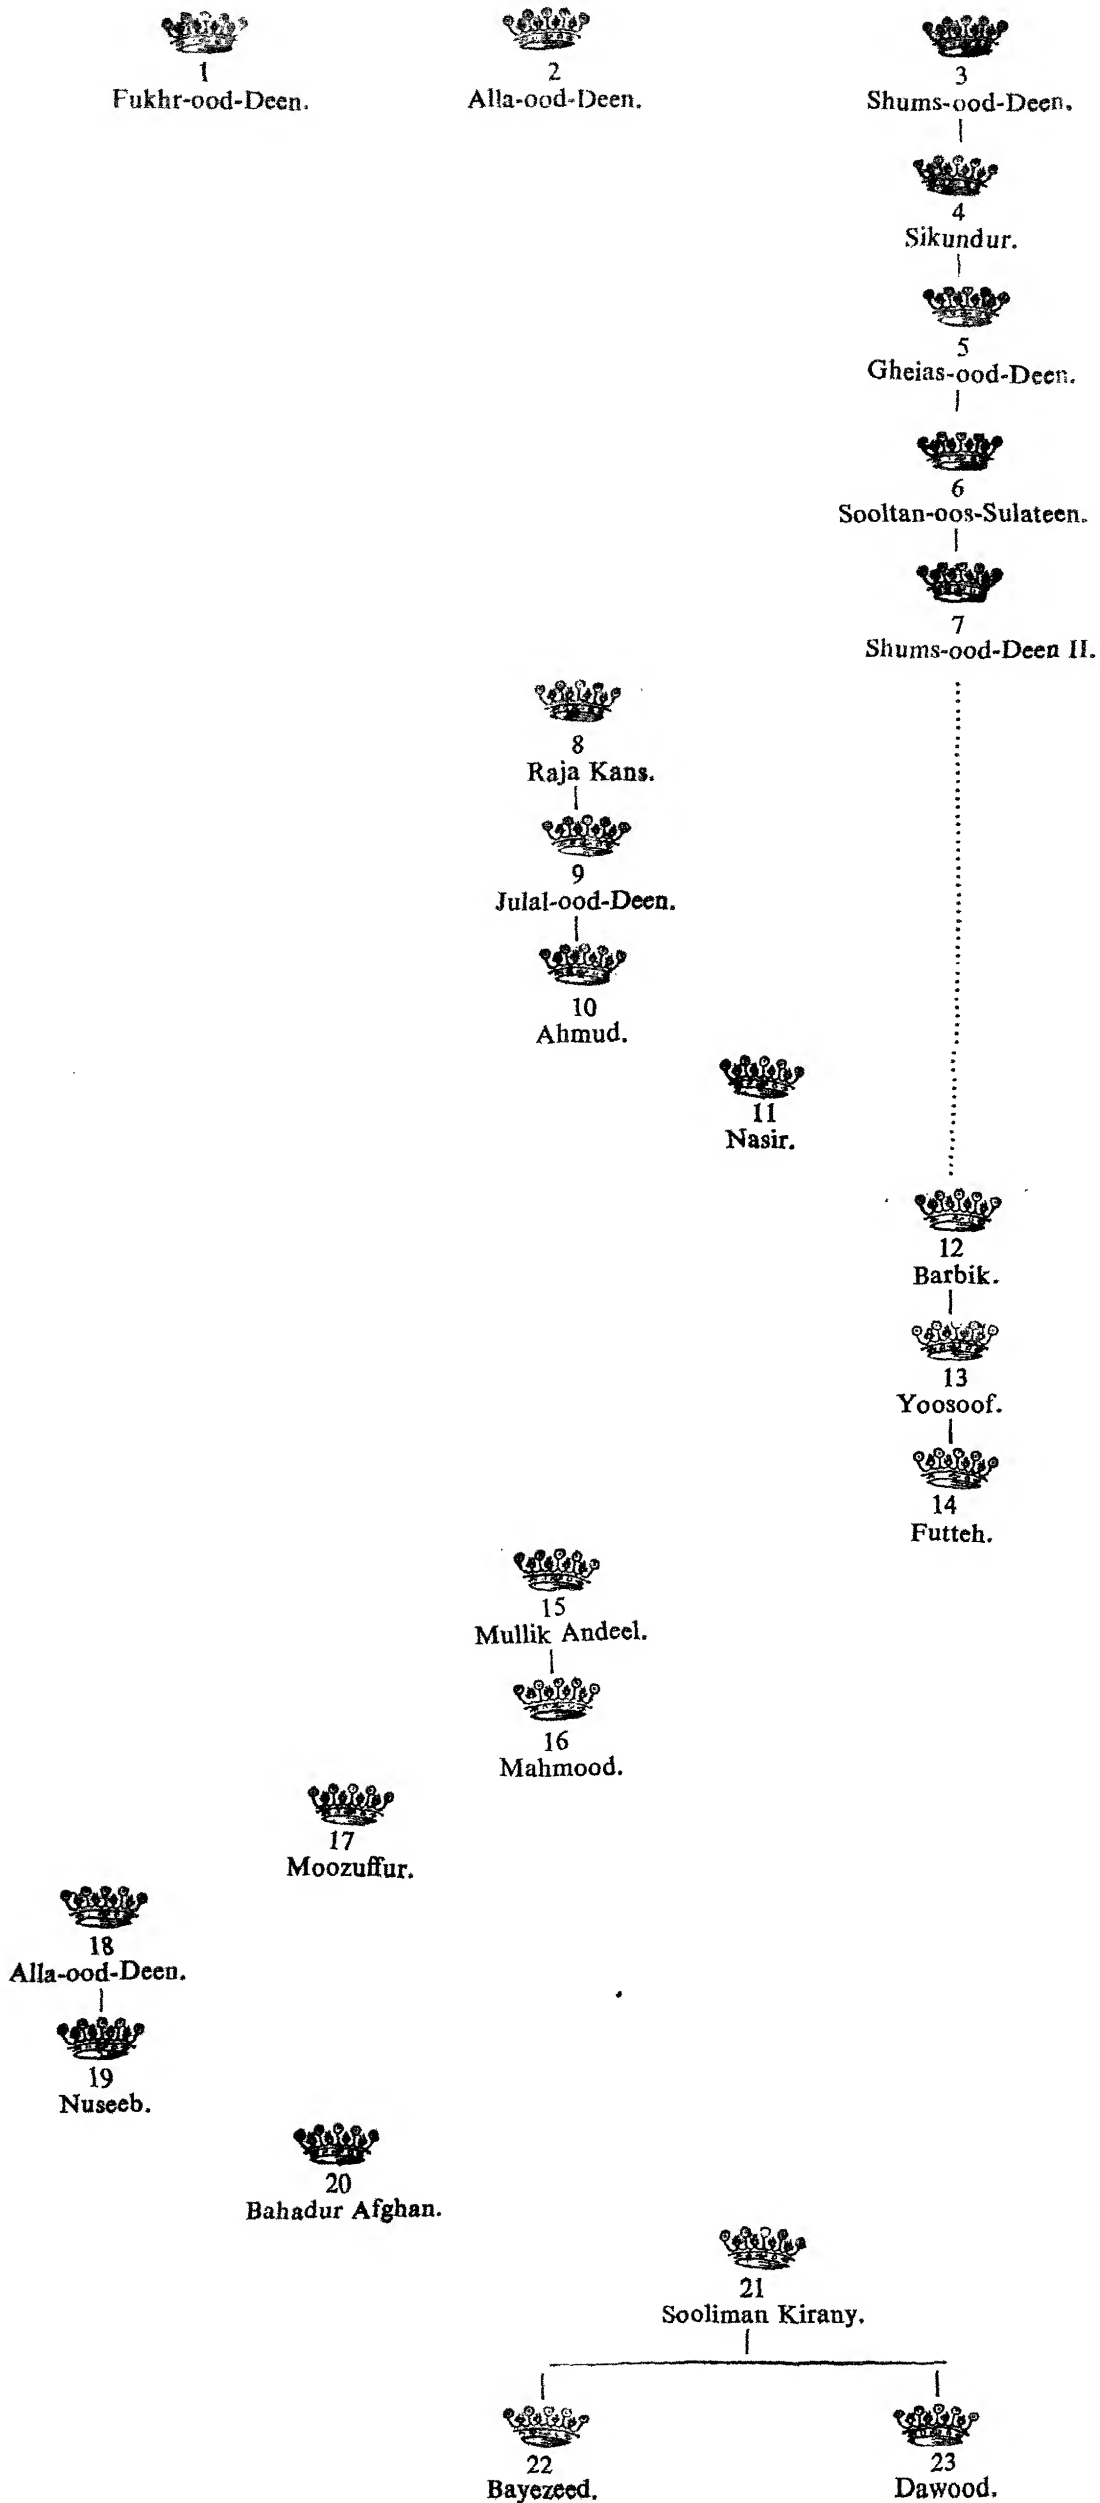 1
Fukhr-ood-Deen.
2
Alla-ood-Deen.
3
Shums-ood-Deen.
4
Sikundur.
5
Gheias-ood-Deen.
6
Sooltan-oos-Sulateen.
7
Shums-ood-Deen II.
8
Raja Kans.
9
Julal-ood-Deen.
10
Ahmud.
11
Nasir.
12
Barbik.
13
Yoosoof.
14
Futteh.
15
Mullik Andeel.
16
Mahmood.
17
Moozuffur.
18
Alla-ood-Deen.
19
Nuseeb.
20
Bahadur Afghan.
21
Sooliman Kirany.
22
Bayezeed.
23
Dawood.